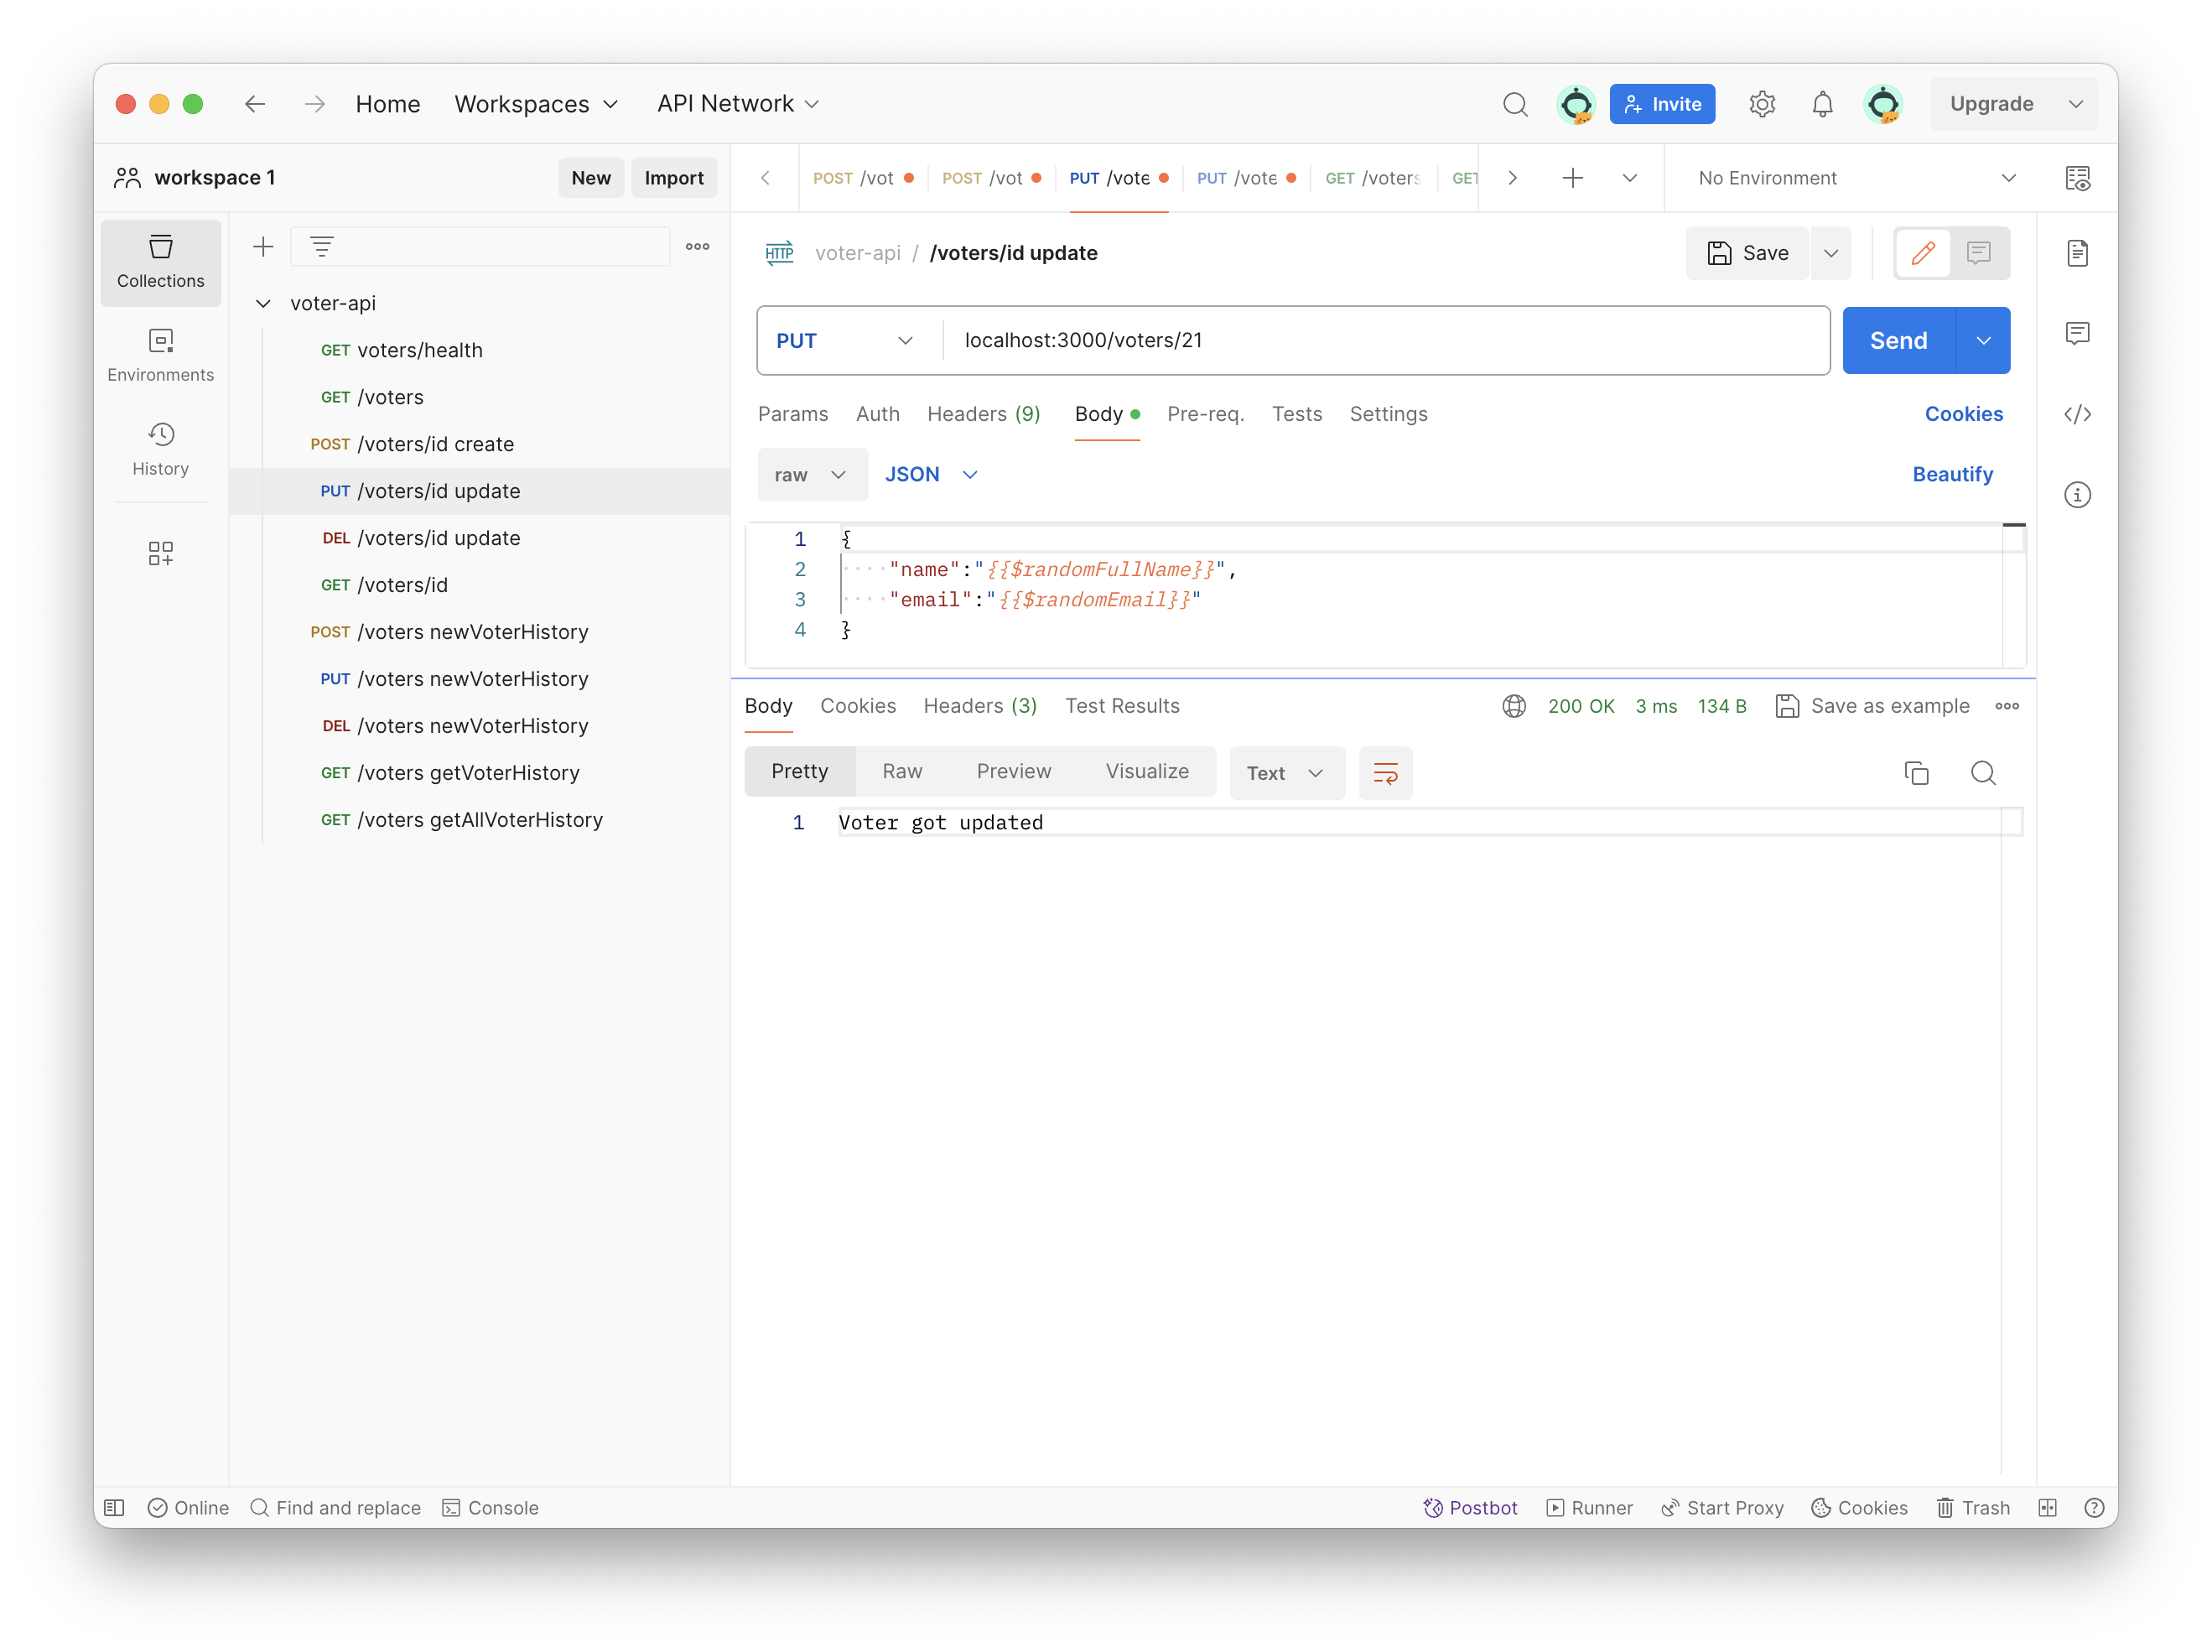 Home Workspaces API Network Invite Upgrade
workspace 1 New Import
POST /vot POST /vot PUT /vote PUT /vote GET /voters GET No Environment
Collections
Environments
History
voter-api
GET voters/health
GET /voters
POST /voters/id create
PUT /voters/id update
DEL /voters/id update
GET /voters/id
POST /voters newVoterHistory
PUT /voters newVoterHistory
DEL /voters newVoterHistory
GET /voters getVoterHistory
GET /voters getAllVoterHistory
HTTP voter-api / /voters/id update Save
PUT localhost:3000/voters/21 Send
Params Auth Headers (9) Body Pre-req. Tests Settings Cookies
raw JSON Beautify
1 {
2 "name":"{{$randomFullName}}",
3 "email":"{{$randomEmail}}"
4 }
Body Cookies Headers (3) Test Results 200 OK 3 ms 134 B Save as example
Pretty Raw Preview Visualize Text
1 Voter got updated
Online Find and replace Console Postbot Runner Start Proxy Cookies Trash